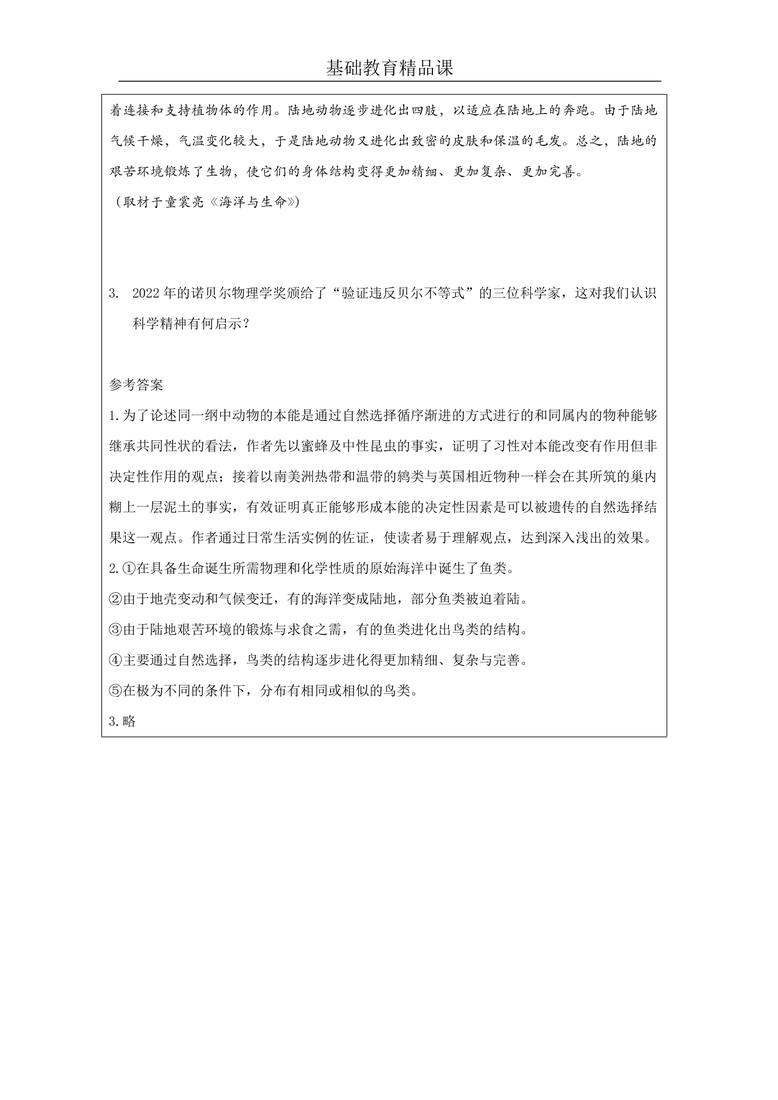 基础教育精品课
着连接和支持植物体的作用。陆地动物逐步进化出四肢，以适应在陆地上的奔跑。由于陆地
气候干燥，气温变化较大，于是陆地动物又进化出致密的皮肤和保温的毛发。总之，陆地的
艰苦环境锻炼了生物，使它们的身体结构变得更加精细、更加复杂、更加完善。
（取材于童裳亮《海洋与生命》）
3. 2022 年的诺贝尔物理学奖颁给了“验证违反贝尔不等式”的三位科学家，这对我们认识
科学精神有何启示？
参考答案
1.为了论述同一纲中动物的本能是通过自然选择循序渐进的方式进行的和同属内的物种能够
继承共同性状的看法，作者先以蜜蜂及中性昆虫的事实，证明了习性对本能改变有作用但非
决定性作用的观点；接着以南美洲热带和温带的鸫类与英国相近物种一样会在其所筑的巢内
糊上一层泥土的事实，有效证明真正能够形成本能的决定性因素是可以被遗传的自然选择结
果这一观点。作者通过日常生活实例的佐证，使读者易于理解观点，达到深入浅出的效果。
2.①在具备生命诞生所需物理和化学性质的原始海洋中诞生了鱼类。
②由于地壳变动和气候变迁，有的海洋变成陆地，部分鱼类被迫着陆。
③由于陆地艰苦环境的锻炼与求食之需，有的鱼类进化出鸟类的结构。
④主要通过自然选择，鸟类的结构逐步进化得更加精细、复杂与完善。
⑤在极为不同的条件下，分布有相同或相似的鸟类。
3.略